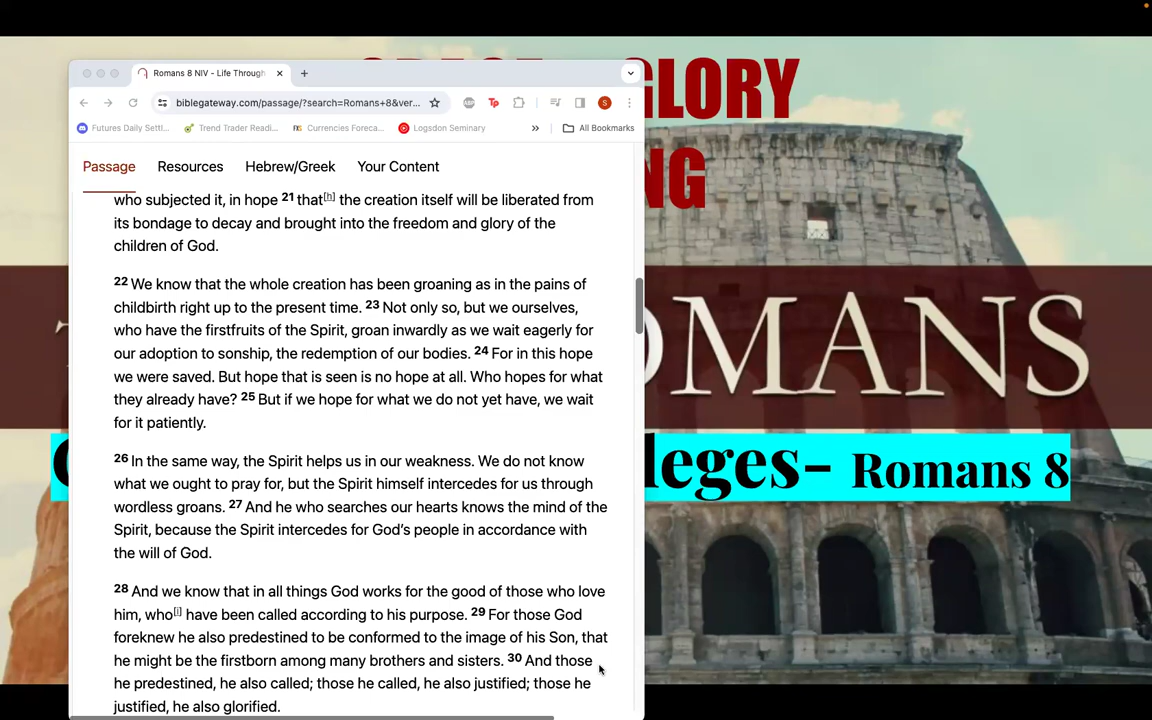 GLORY
Romans 8 NIV - Life Through
biblegateway.com/passage/?search=Romans+8&ver...
Futures Daily Settl... Trend Trader Readi... Currencies Foreca... Logsdon Seminary » All Bookmarks
NG
Passage Resources Hebrew/Greek Your Content
who subjected it, in hope 21 that[h] the creation itself will be liberated from
its bondage to decay and brought into the freedom and glory of the
children of God.
22 We know that the whole creation has been groaning as in the pains of
childbirth right up to the present time. 23 Not only so, but we ourselves,
who have the firstfruits of the Spirit, groan inwardly as we wait eagerly for
our adoption to sonship, the redemption of our bodies. 24 For in this hope
we were saved. But hope that is seen is no hope at all. Who hopes for what
they already have? 25 But if we hope for what we do not yet have, we wait
for it patiently.
OMANS
26 In the same way, the Spirit helps us in our weakness. We do not know
what we ought to pray for, but the Spirit himself intercedes for us through
wordless groans. 27 And he who searches our hearts knows the mind of the
Spirit, because the Spirit intercedes for God’s people in accordance with
the will of God.
leges- Romans 8
28 And we know that in all things God works for the good of those who love
him, who[i] have been called according to his purpose. 29 For those God
foreknew he also predestined to be conformed to the image of his Son, that
he might be the firstborn among many brothers and sisters. 30 And those
he predestined, he also called; those he called, he also justified; those he
justified, he also glorified.